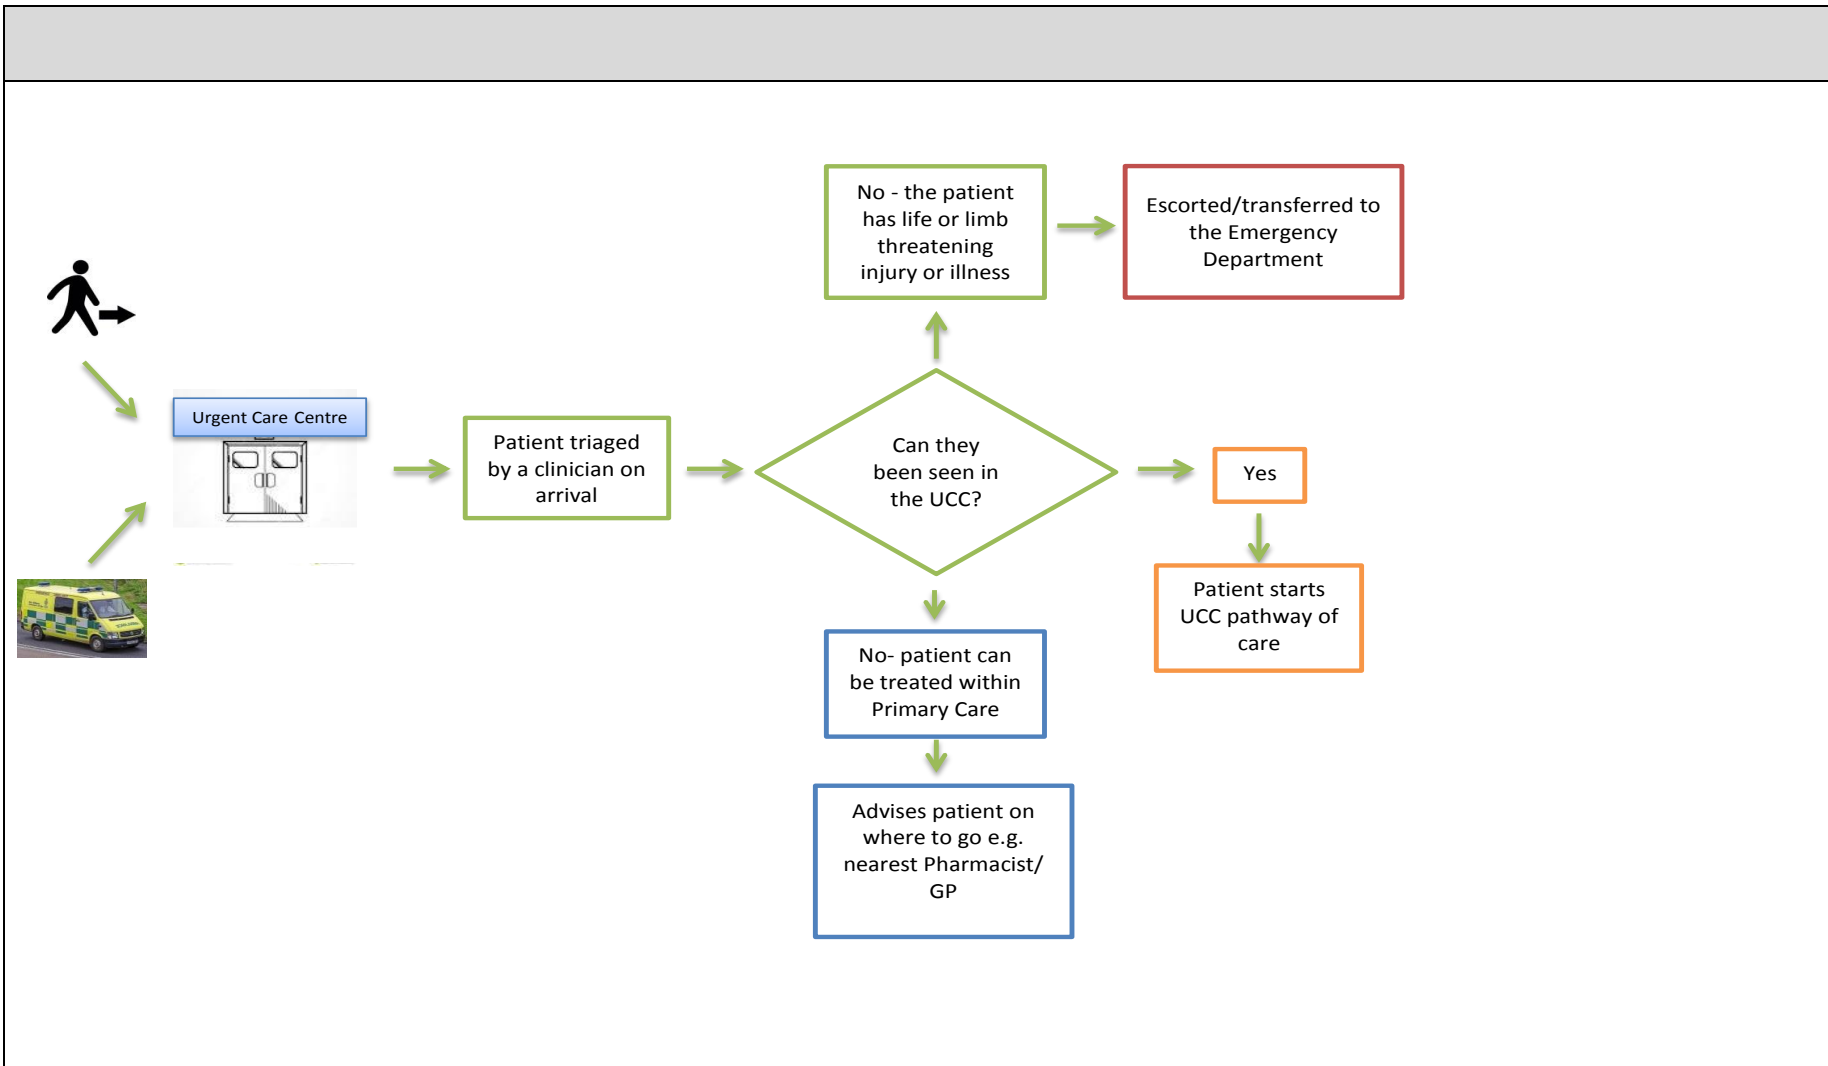 No - the patient
has life or limb
threatening
injury or illness
Escorted/transferred to
the Emergency
Department
Urgent Care Centre
Patient triaged
by a clinician on
arrival
Can they
been seen in
the UCC?
Yes
Patient starts
UCC pathway of
care
No- patient can
be treated within
Primary Care
Advises patient on
where to go e.g.
nearest Pharmacist/
GP